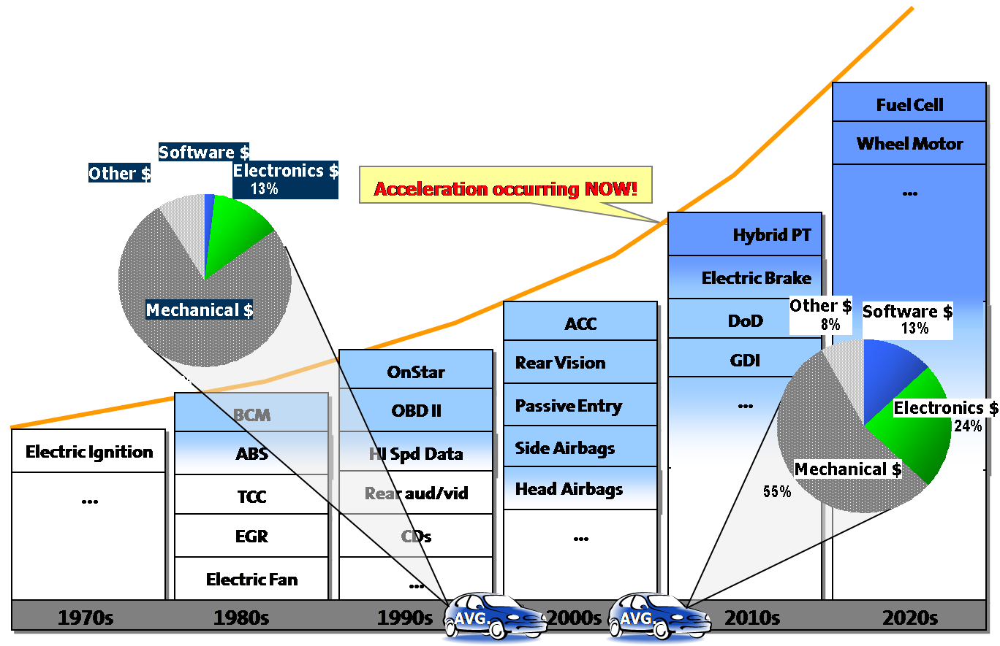 Software $
Other $
Electronics $
13%
Mechanical $
Acceleration occurring NOW!
Electric Ignition
...
1970s
BCM
ABS
TCC
EGR
Electric Fan
1980s
OnStar
OBD II
HI Spd Data
Rear aud/vid
CDs
...
1990s
AVG.
ACC
Rear Vision
Passive Entry
Side Airbags
Head Airbags
...
2000s
AVG.
Hybrid PT
Electric Brake
DoD
GDI
...
2010s
Fuel Cell
Wheel Motor
...
2020s
Other $
8%
Software $
13%
Electronics $
24%
Mechanical $
55%